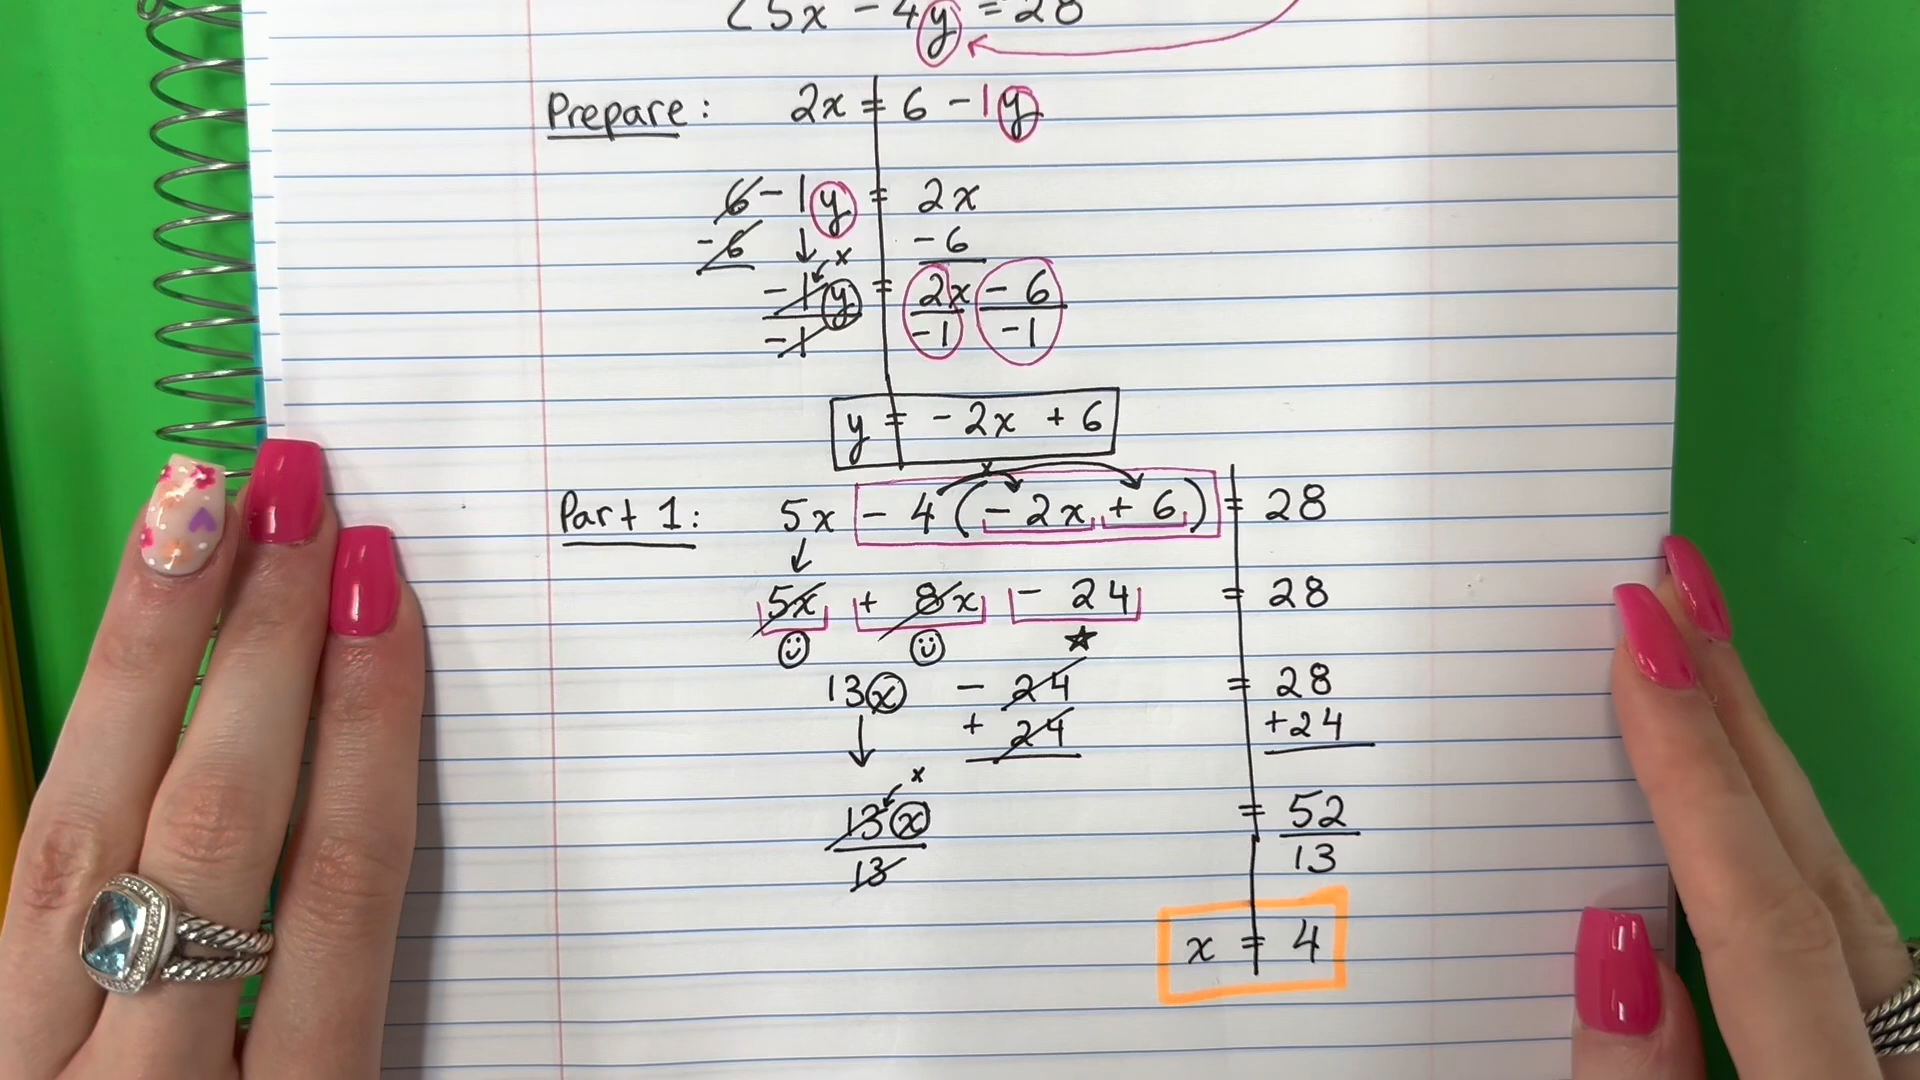 5x - 4y = 28
Prepare: 2x = 6 - 1y
6 - 1y = 2x
-6 -6
x
-1y = 2x - 6
-1 -1 -1
y = -2x + 6
x
Part 1: 5x - 4(-2x + 6) = 28
5x + 8x - 24 = 28
13x - 24 = 28
+ 24 +24
x
13x = 52
13 13
x = 4